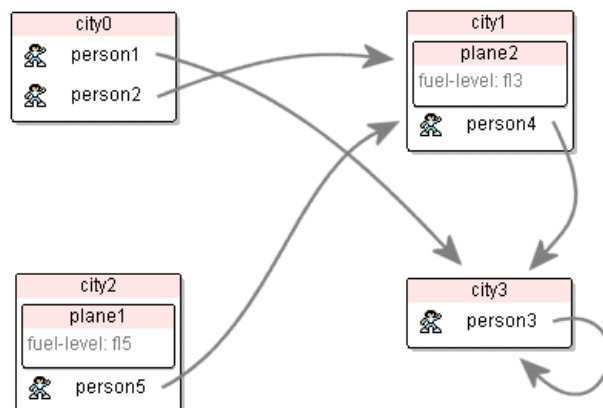 city0
person1
person2
city1
plane2
fuel-level: fl3
person4
city2
plane1
fuel-level: fl5
person5
city3
person3